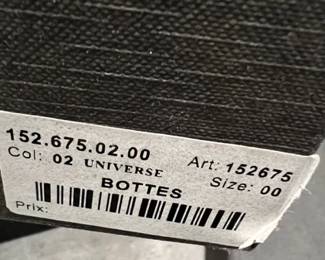 152.675.02.00
Col: 02 UNIVERSE Art: 152675
BOTTES Size: 00
Prix: